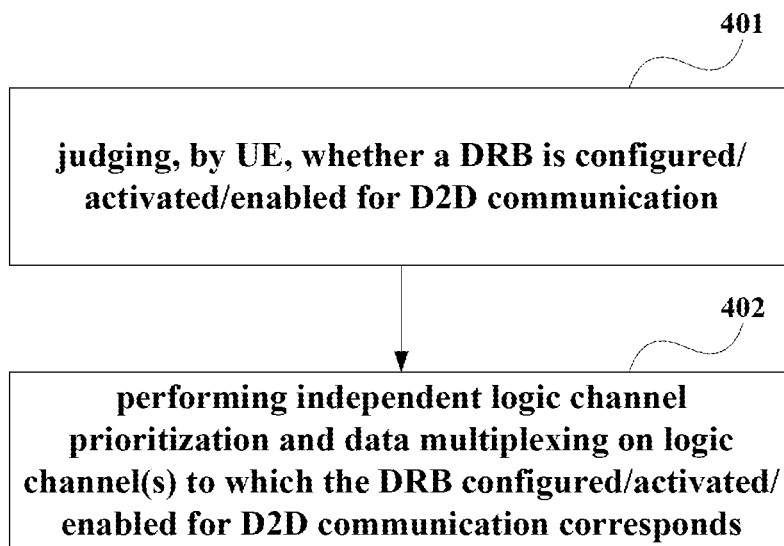 401
judging, by UE, whether a DRB is configured/
activated/enabled for D2D communication
402
performing independent logic channel
prioritization and data multiplexing on logic
channel(s) to which the DRB configured/activated/
enabled for D2D communication corresponds